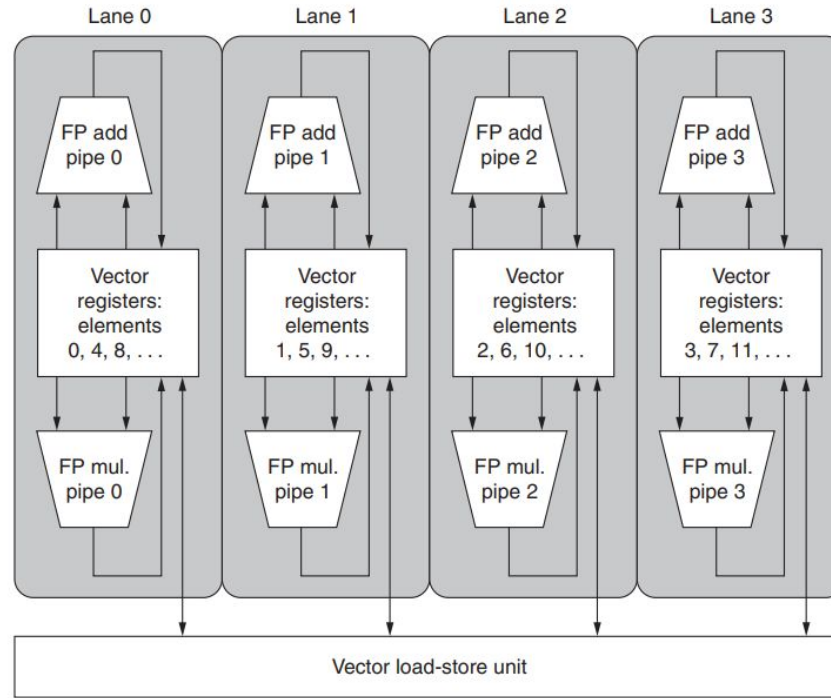 Lane 0
Lane 1
Lane 2
Lane 3
FP add
pipe 0
FP add
pipe 1
FP add
pipe 2
FP add
pipe 3
Vector
registers:
elements
0, 4, 8, . . .
Vector
registers:
elements
1, 5, 9, . . .
Vector
registers:
elements
2, 6, 10, . . .
Vector
registers:
elements
3, 7, 11, . . .
FP mul.
pipe 0
FP mul.
pipe 1
FP mul.
pipe 2
FP mul.
pipe 3
Vector load-store unit